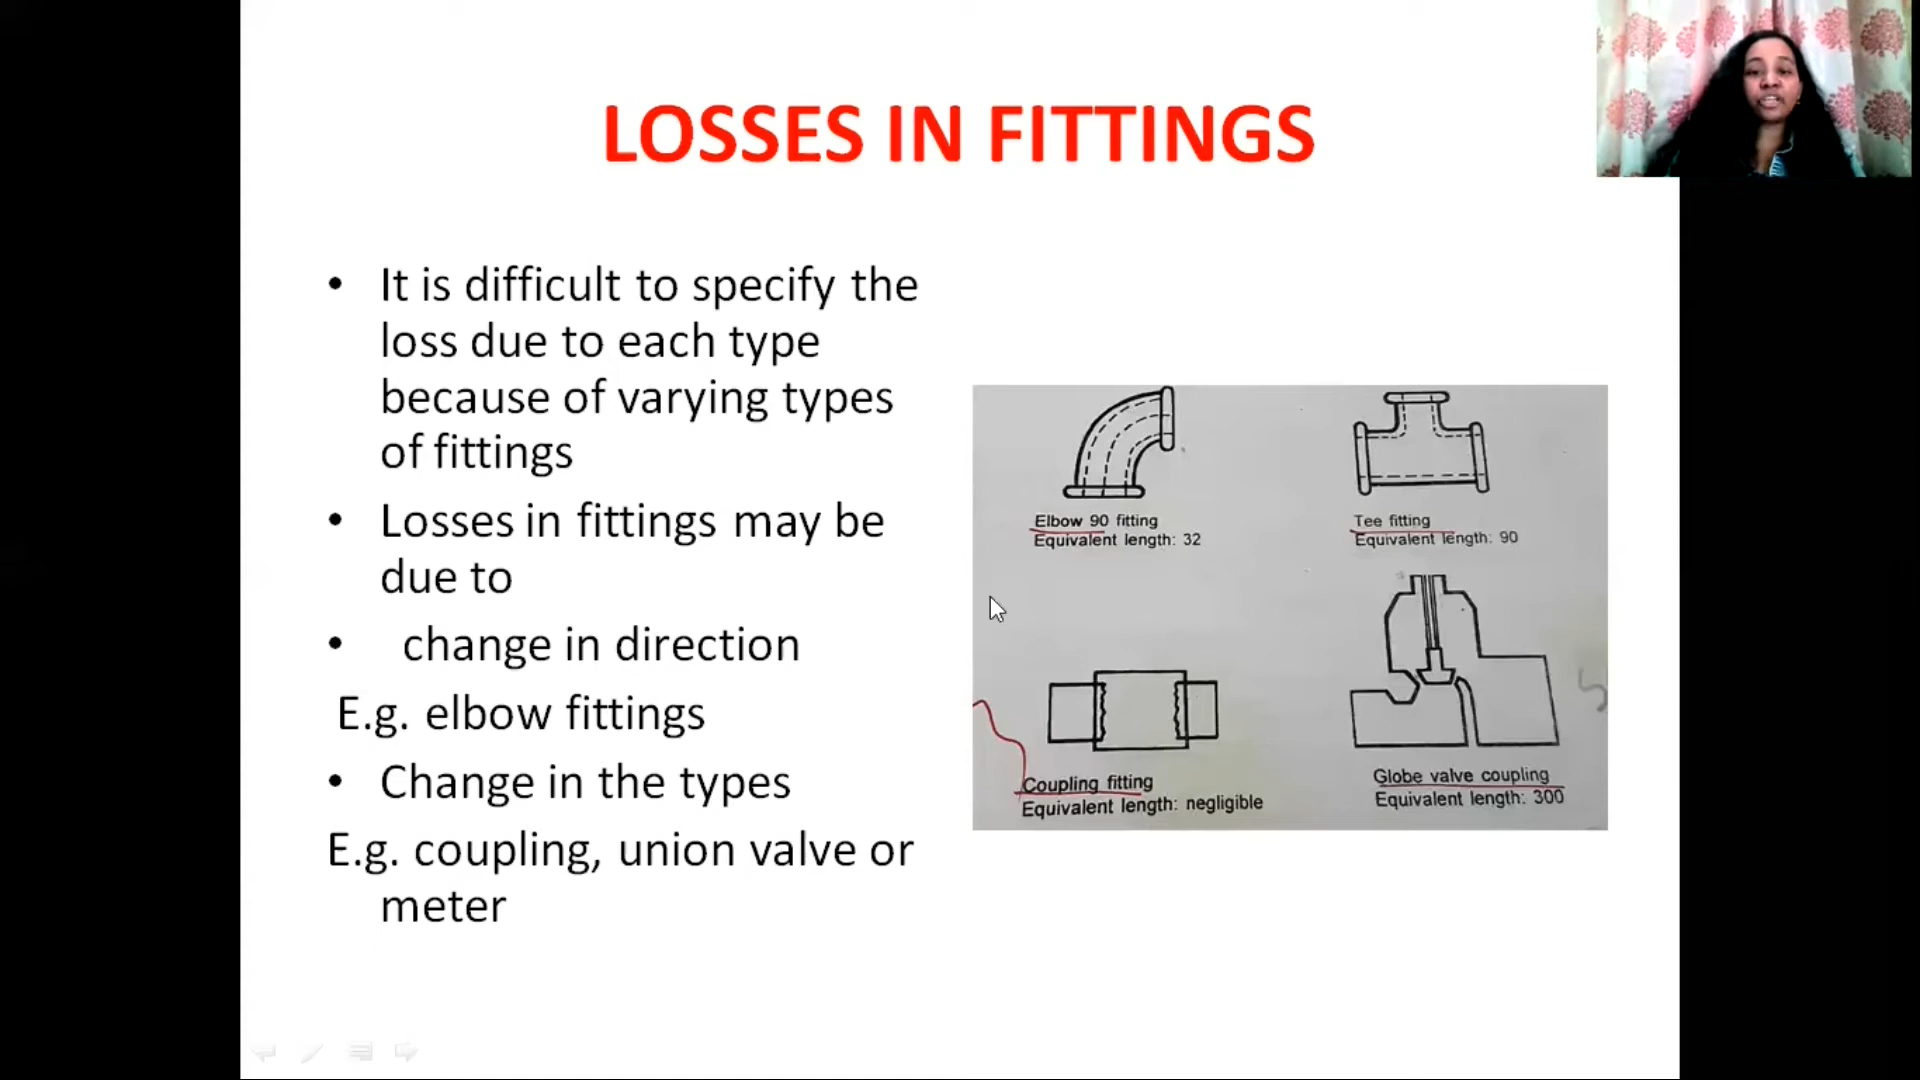 LOSSES IN FITTINGS
• It is difficult to specify the
loss due to each type
because of varying types
of fittings
• Losses in fittings may be
due to
• change in direction
E.g. elbow fittings
• Change in the types
E.g. coupling, union valve or
meter
Elbow 90 fitting
Equivalent length: 32
Tee fitting
Equivalent length: 90
Coupling fitting
Equivalent length: negligible
Globe valve coupling
Equivalent length: 300